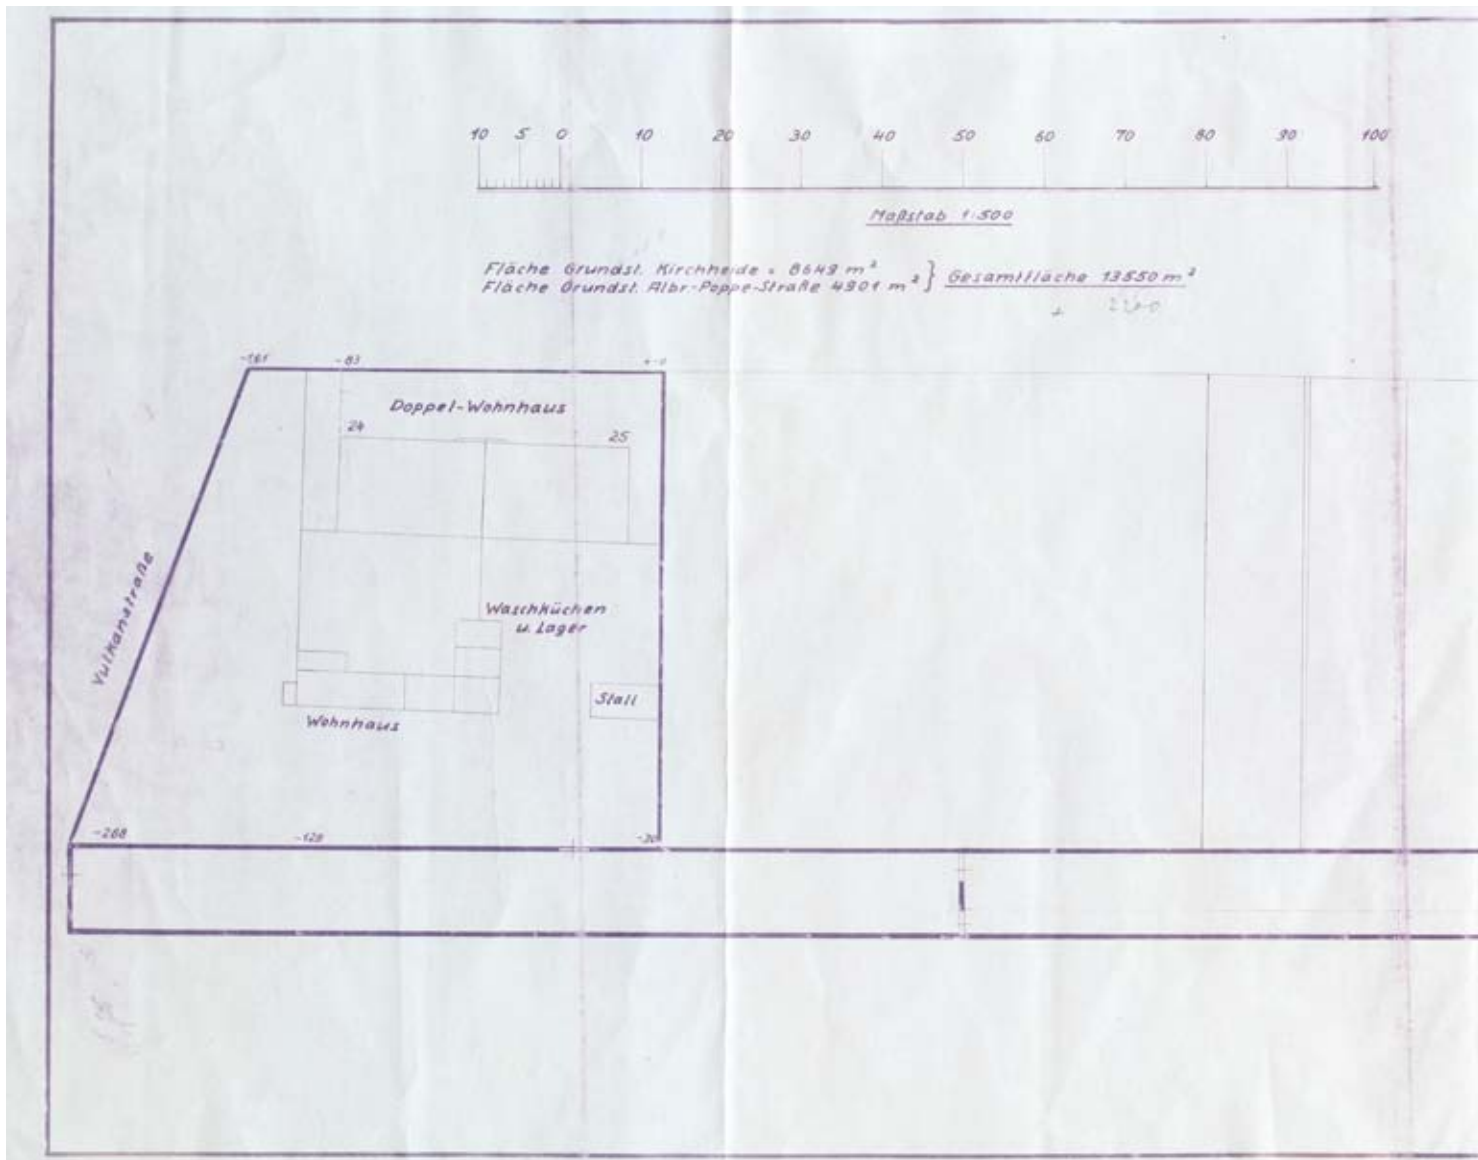 10 5 0 10 20 30 40 50 60 70 80 90 100
Maßstab 1:500
Fläche Grundst. Kirchheide = 8649 m² } Gesamtfläche 13550 m²
Fläche Grundst. Albr.-Poppe-Straße 4901 m²
-83
Doppel-Wohnhaus
24 25
Vulkanstraße
Waschküchen
u. Lager
Stall
Wohnhaus
-268 -30